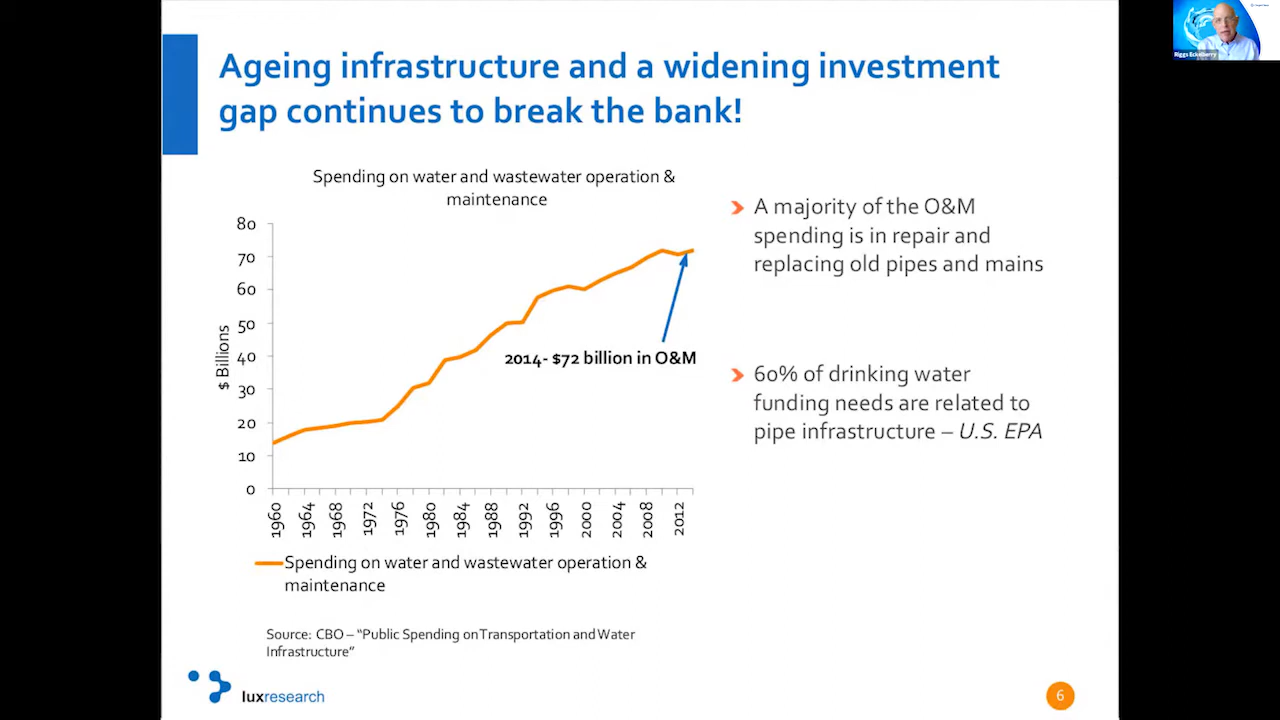 Ageing infrastructure and a widening investment
gap continues to break the bank!
Spending on water and wastewater operation &
maintenance
80
70
60
50
40
30
20
10
0
$ Billions
2014- $72 billion in O&M
1960
1964
1968
1972
1976
1980
1984
1988
1992
1996
2000
2004
2008
2012
Spending on water and wastewater operation &
maintenance
A majority of the O&M
spending is in repair and
replacing old pipes and mains
60% of drinking water
funding needs are related to
pipe infrastructure – U.S. EPA
Source: CBO – “Public Spending on Transportation and Water
Infrastructure”
luxresearch
6
Riggs Eckelberry